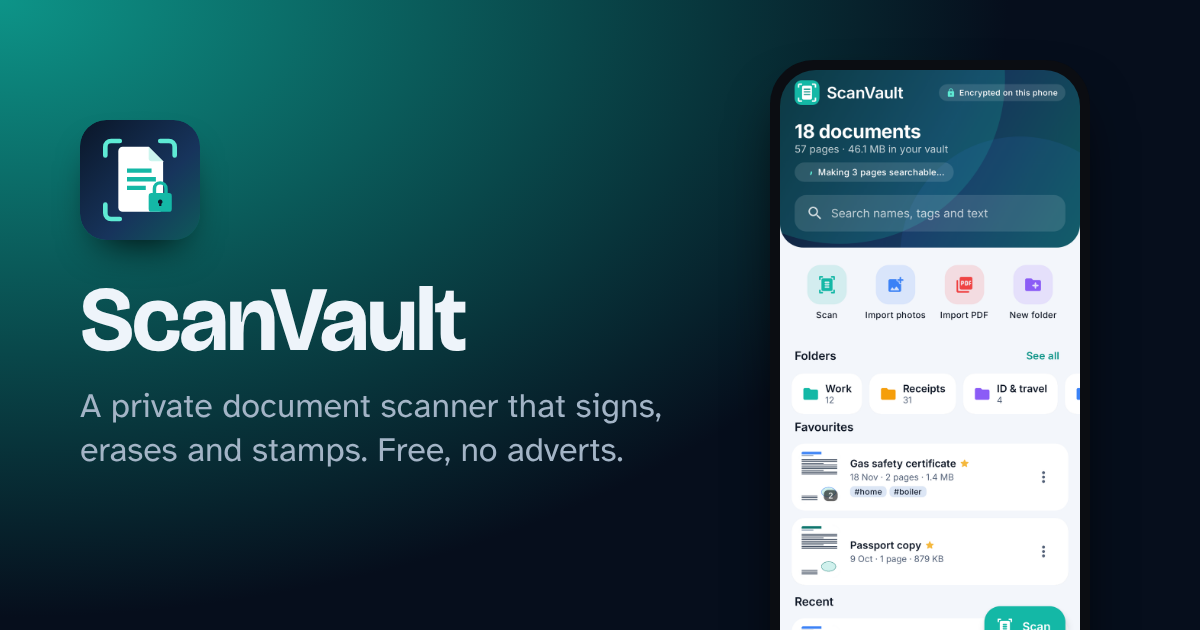 ScanVault
A private document scanner that signs,
erases and stamps. Free, no adverts.
ScanVault
Encrypted on this phone
18 documents
57 pages · 46.1 MB in your vault
Making 3 pages searchable...
Search names, tags and text
Scan
Import photos
PDF
Import PDF
New folder
Folders
See all
Work
12
Receipts
31
ID & travel
4
Favourites
Gas safety certificate
18 Nov · 2 pages · 1.4 MB
#home #boiler
2
Passport copy
9 Oct · 1 page · 879 KB
Recent
Scan